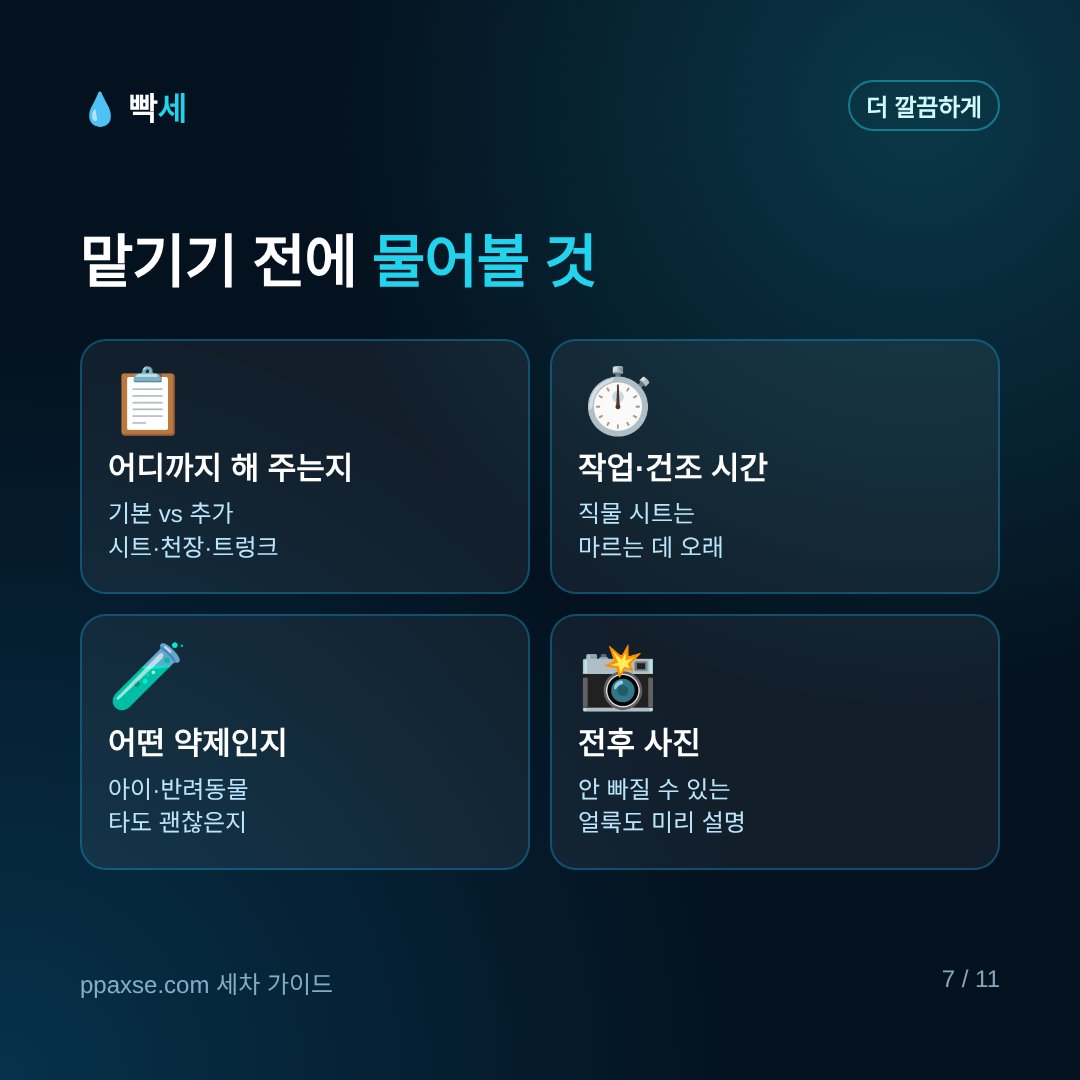 빡세
더 깔끔하게
맡기기 전에 물어볼 것
어디까지 해 주는지
기본 vs 추가
시트·천장·트렁크
작업·건조 시간
직물 시트는
마르는 데 오래
어떤 약제인지
아이·반려동물
타도 괜찮은지
전후 사진
안 빠질 수 있는
얼룩도 미리 설명
ppaxse.com 세차 가이드
7 / 11